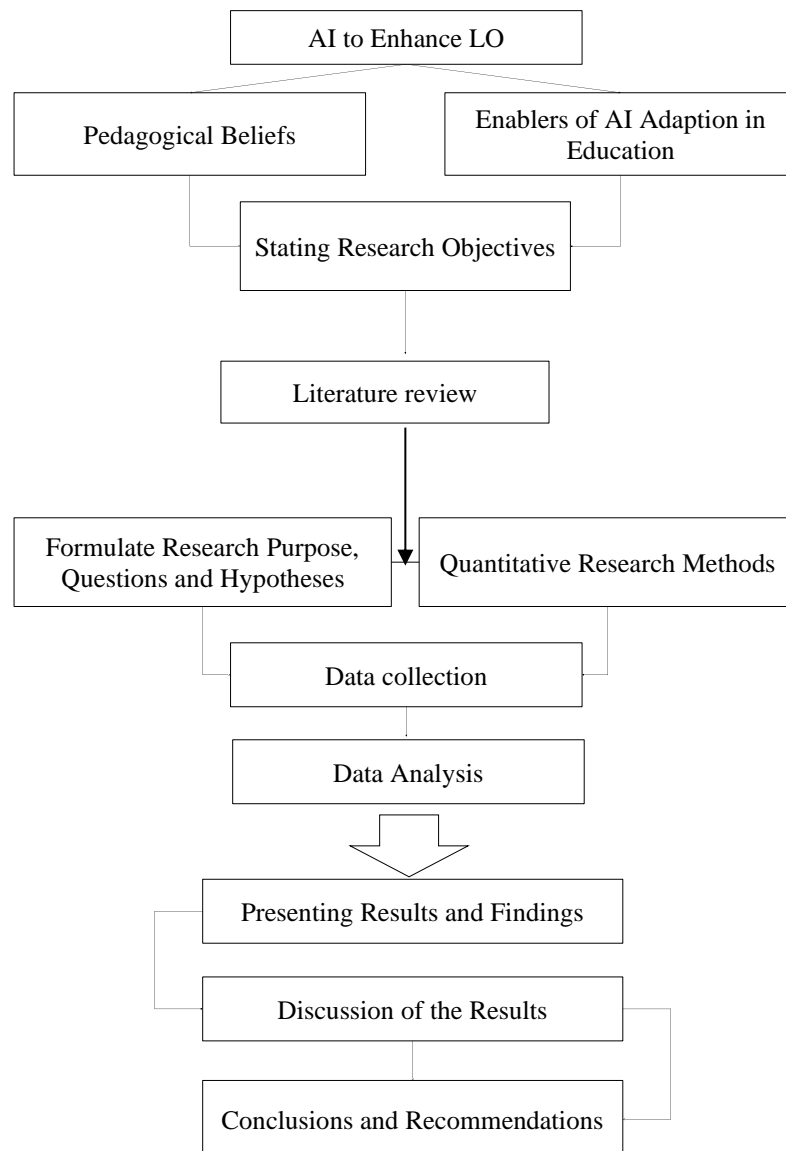 AI to Enhance LO
Pedagogical Beliefs
Enablers of AI Adaption in
Education
Stating Research Objectives
Literature review
Formulate Research Purpose,
Questions and Hypotheses
Quantitative Research Methods
Data collection
Data Analysis
Presenting Results and Findings
Discussion of the Results
Conclusions and Recommendations